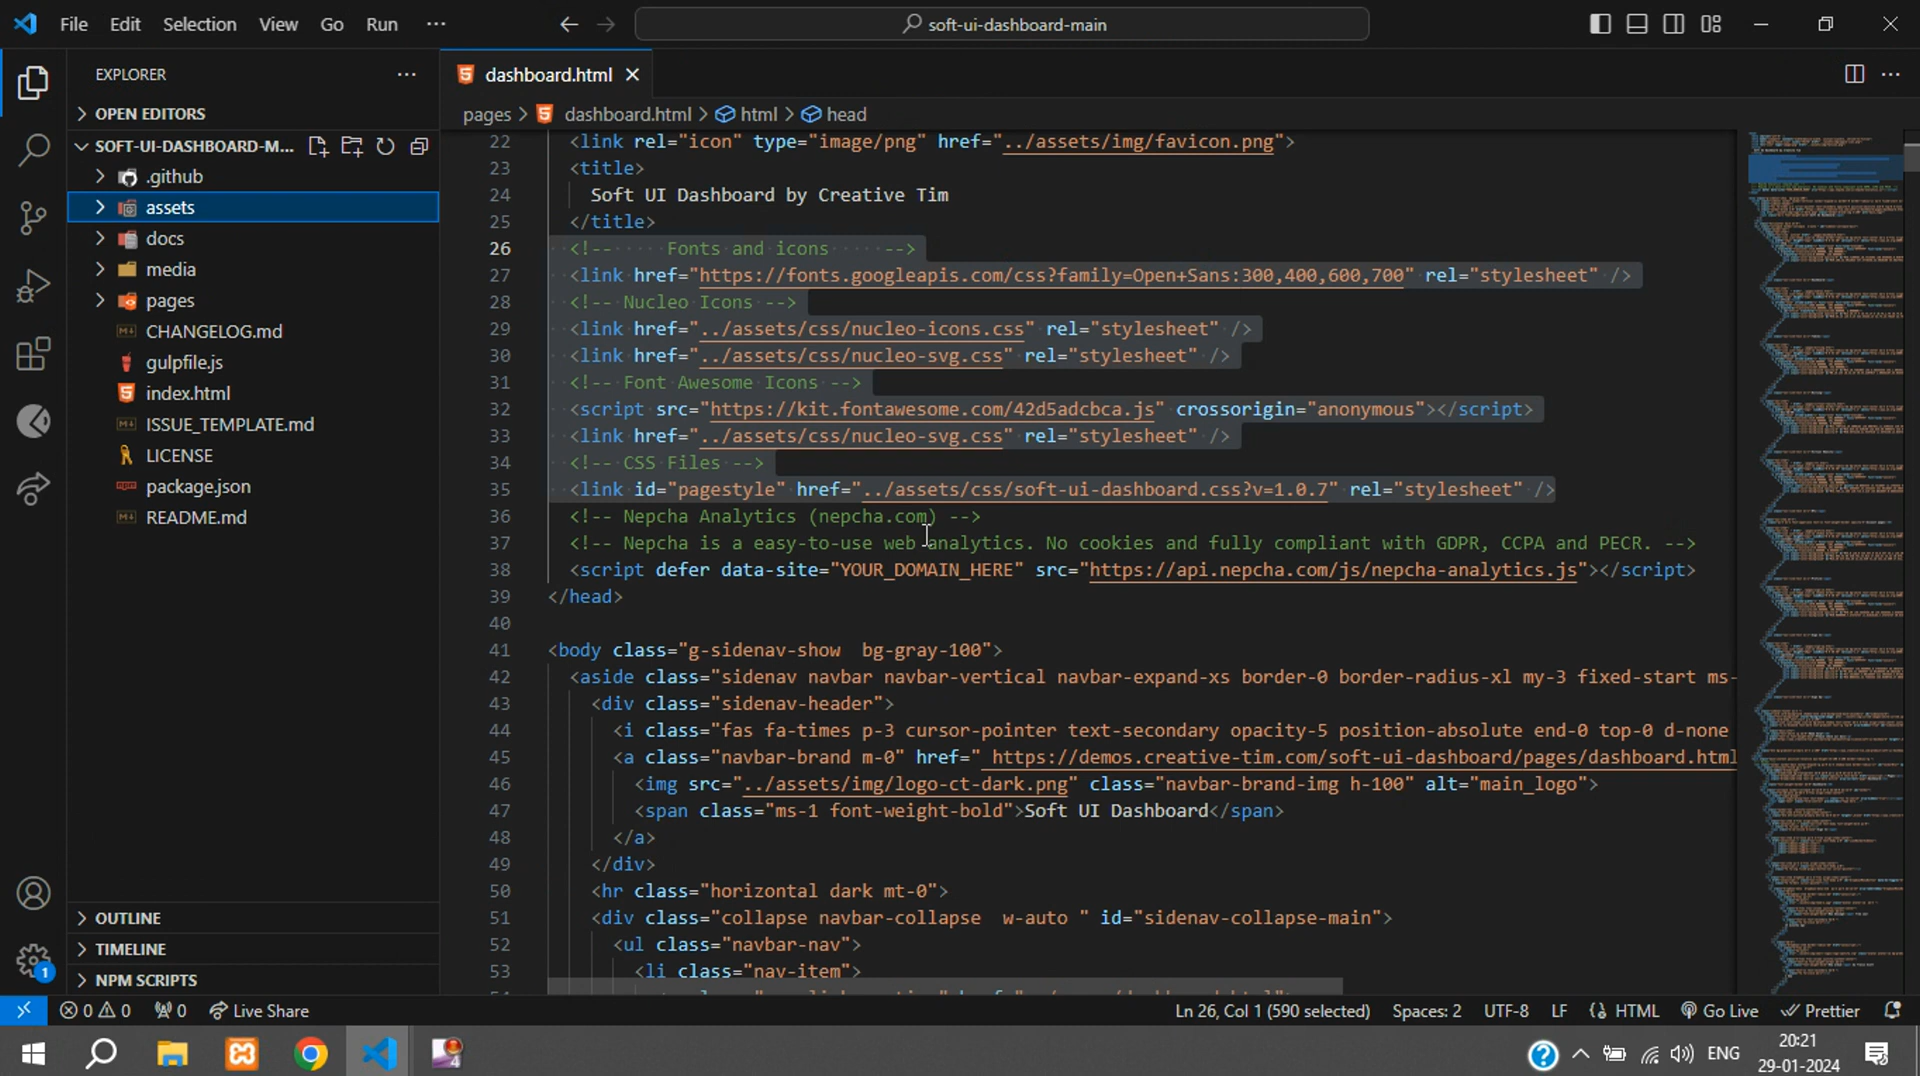 File Edit Selection View Go Run ...
soft-ui-dashboard-main
EXPLORER
OPEN EDITORS
SOFT-UI-DASHBOARD-M...
.github
assets
docs
media
pages
CHANGELOG.md
gulpfile.js
index.html
ISSUE_TEMPLATE.md
LICENSE
package.json
README.md
OUTLINE
TIMELINE
NPM SCRIPTS
dashboard.html
pages > dashboard.html > html > head
22 <link rel="icon" type="image/png" href="../assets/img/favicon.png">
23 <title>
24 Soft UI Dashboard by Creative Tim
25 </title>
26 <!-- Fonts and icons -->
27 <link href="https://fonts.googleapis.com/css?family=Open+Sans:300,400,600,700" rel="stylesheet" />
28 <!-- Nucleo Icons -->
29 <link href="../assets/css/nucleo-icons.css" rel="stylesheet" />
30 <link href="../assets/css/nucleo-svg.css" rel="stylesheet" />
31 <!-- Font Awesome Icons -->
32 <script src="https://kit.fontawesome.com/42d5adcbca.js" crossorigin="anonymous"></script>
33 <link href="../assets/css/nucleo-svg.css" rel="stylesheet" />
34 <!-- CSS Files -->
35 <link id="pagestyle" href="../assets/css/soft-ui-dashboard.css?v=1.0.7" rel="stylesheet" />
36 <!-- Nepcha Analytics (nepcha.com) -->
37 <!-- Nepcha is a easy-to-use web analytics. No cookies and fully compliant with GDPR, CCPA and PECR. -->
38 <script defer data-site="YOUR_DOMAIN_HERE" src="https://api.nepcha.com/js/nepcha-analytics.js"></script>
39 </head>
40
41 <body class="g-sidenav-show  bg-gray-100">
42 <aside class="sidenav navbar navbar-vertical navbar-expand-xs border-0 border-radius-xl my-3 fixed-start ms-
43 <div class="sidenav-header">
44 <i class="fas fa-times p-3 cursor-pointer text-secondary opacity-5 position-absolute end-0 top-0 d-none
45 <a class="navbar-brand m-0" href=" https://demos.creative-tim.com/soft-ui-dashboard/pages/dashboard.html
46 <img src="../assets/img/logo-ct-dark.png" class="navbar-brand-img h-100" alt="main_logo">
47 <span class="ms-1 font-weight-bold">Soft UI Dashboard</span>
48 </a>
49 </div>
50 <hr class="horizontal dark mt-0">
51 <div class="collapse navbar-collapse  w-auto " id="sidenav-collapse-main">
52 <ul class="navbar-nav">
53 <li class="nav-item">
0 0 0 Live Share
Ln 26, Col 1 (590 selected) Spaces: 2 UTF-8 LF HTML Go Live Prettier
1
4
ENG
20:21
29-01-2024